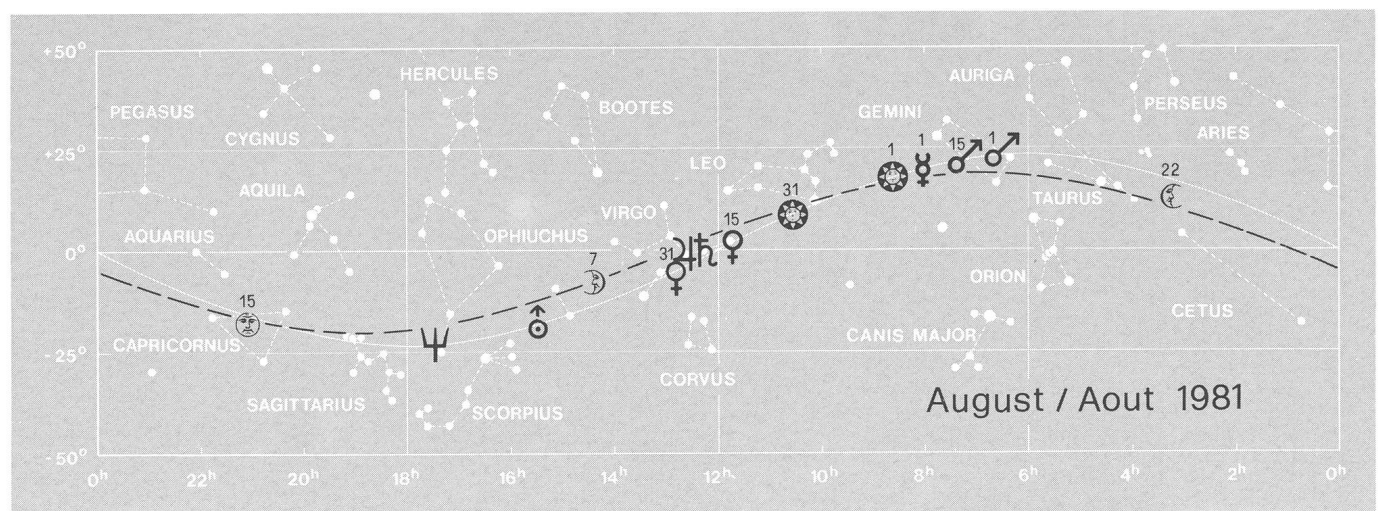 +50°
HERCULES
AURIGA
PEGASUS
BOOTES
GEMINI
PERSEUS
CYGNUS
ARIES
+25°
1
1
15
1
LEO
22
AQUILA
31
TAURUS
VIRGO
15
AQUARIUS
OPHIUCHUS
0°
31
7
ORION
15
CETUS
CAPRICORNUS
CANIS MAJOR
-25°
CORVUS
SAGITTARIUS
SCORPIUS
August / Aout 1981
-50°
0h 22h 20h 18h 16h 12h 10h 8h 6h 4h 2h 0h